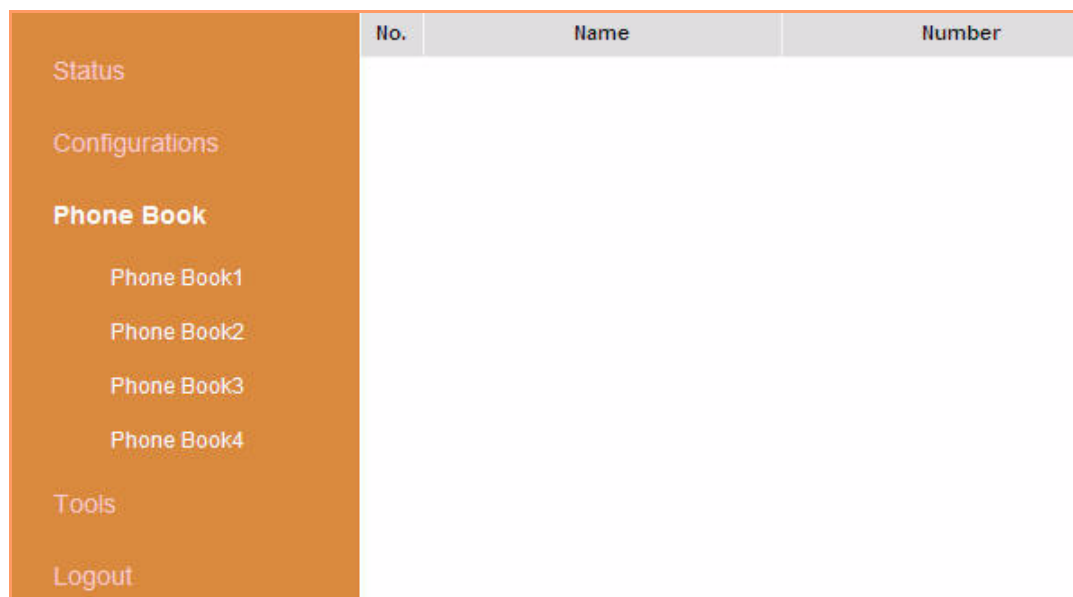 No. Name Number
Status
Configurations
Phone Book
Phone Book1
Phone Book2
Phone Book3
Phone Book4
Tools
Logout